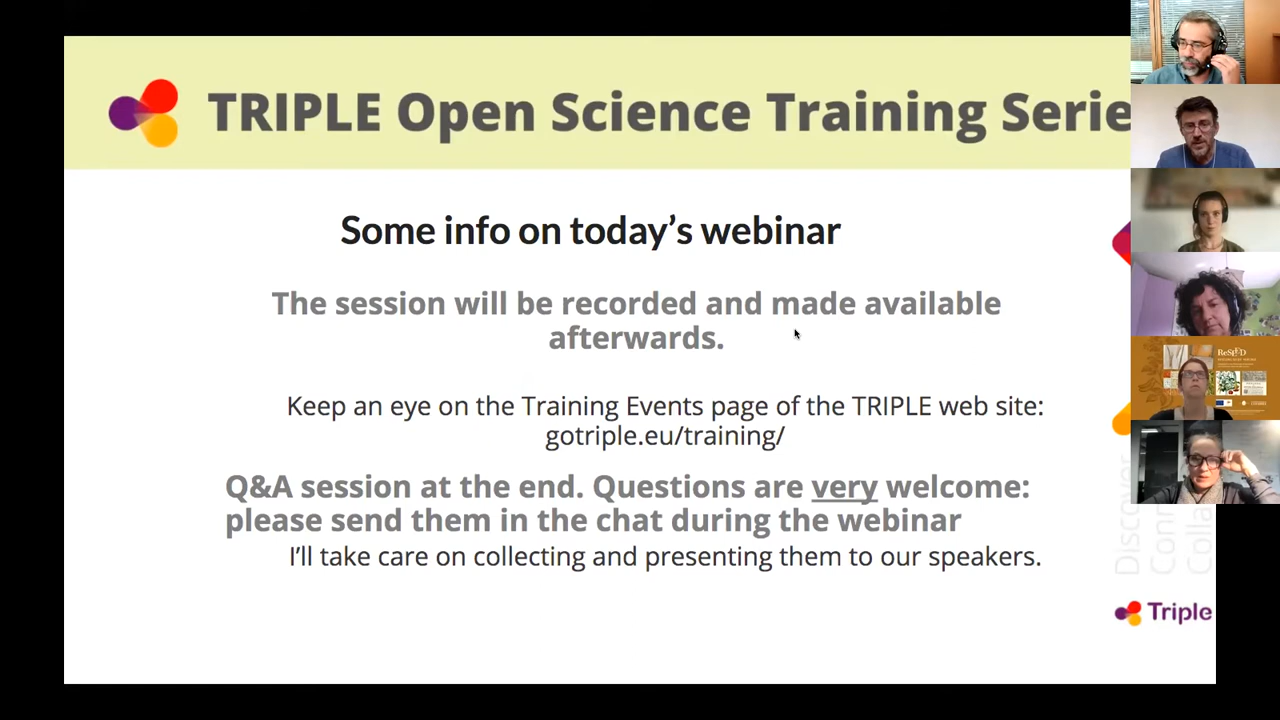 TRIPLE Open Science Training Serie
Some info on today's webinar
The session will be recorded and made available
afterwards.
Keep an eye on the Training Events page of the TRIPLE web site:
gotriple.eu/training/
Q&A session at the end. Questions are very welcome:
please send them in the chat during the webinar
I'll take care on collecting and presenting them to our speakers.
ReSEED
Discover
Triple